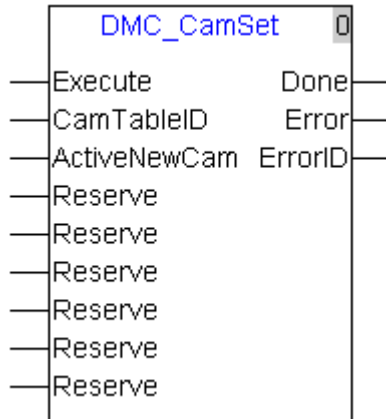 DMC_CamSet 0
Execute Done
CamTableID Error
ActiveNewCam ErrorID
Reserve
Reserve
Reserve
Reserve
Reserve
Reserve